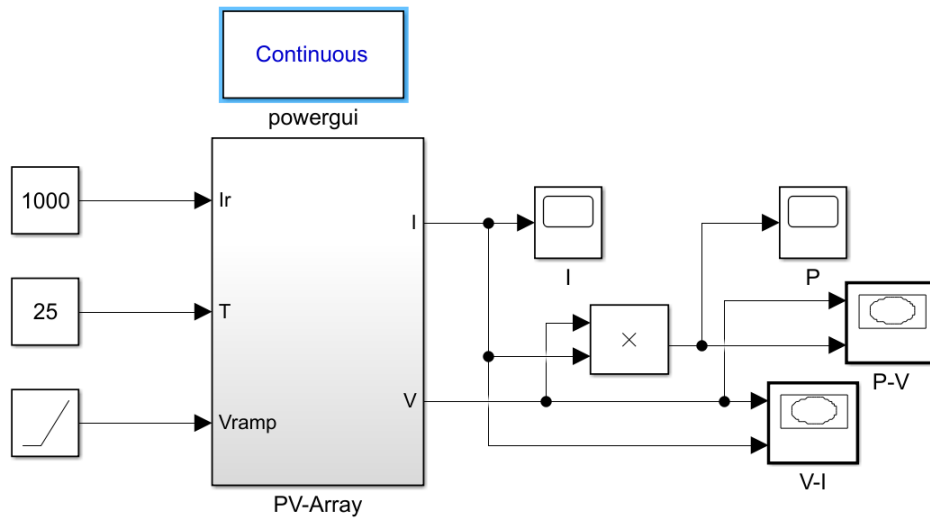 Continuous
powergui
1000
Ir
I
I
P
25
T
P-V
V
Vramp
V-I
PV-Array